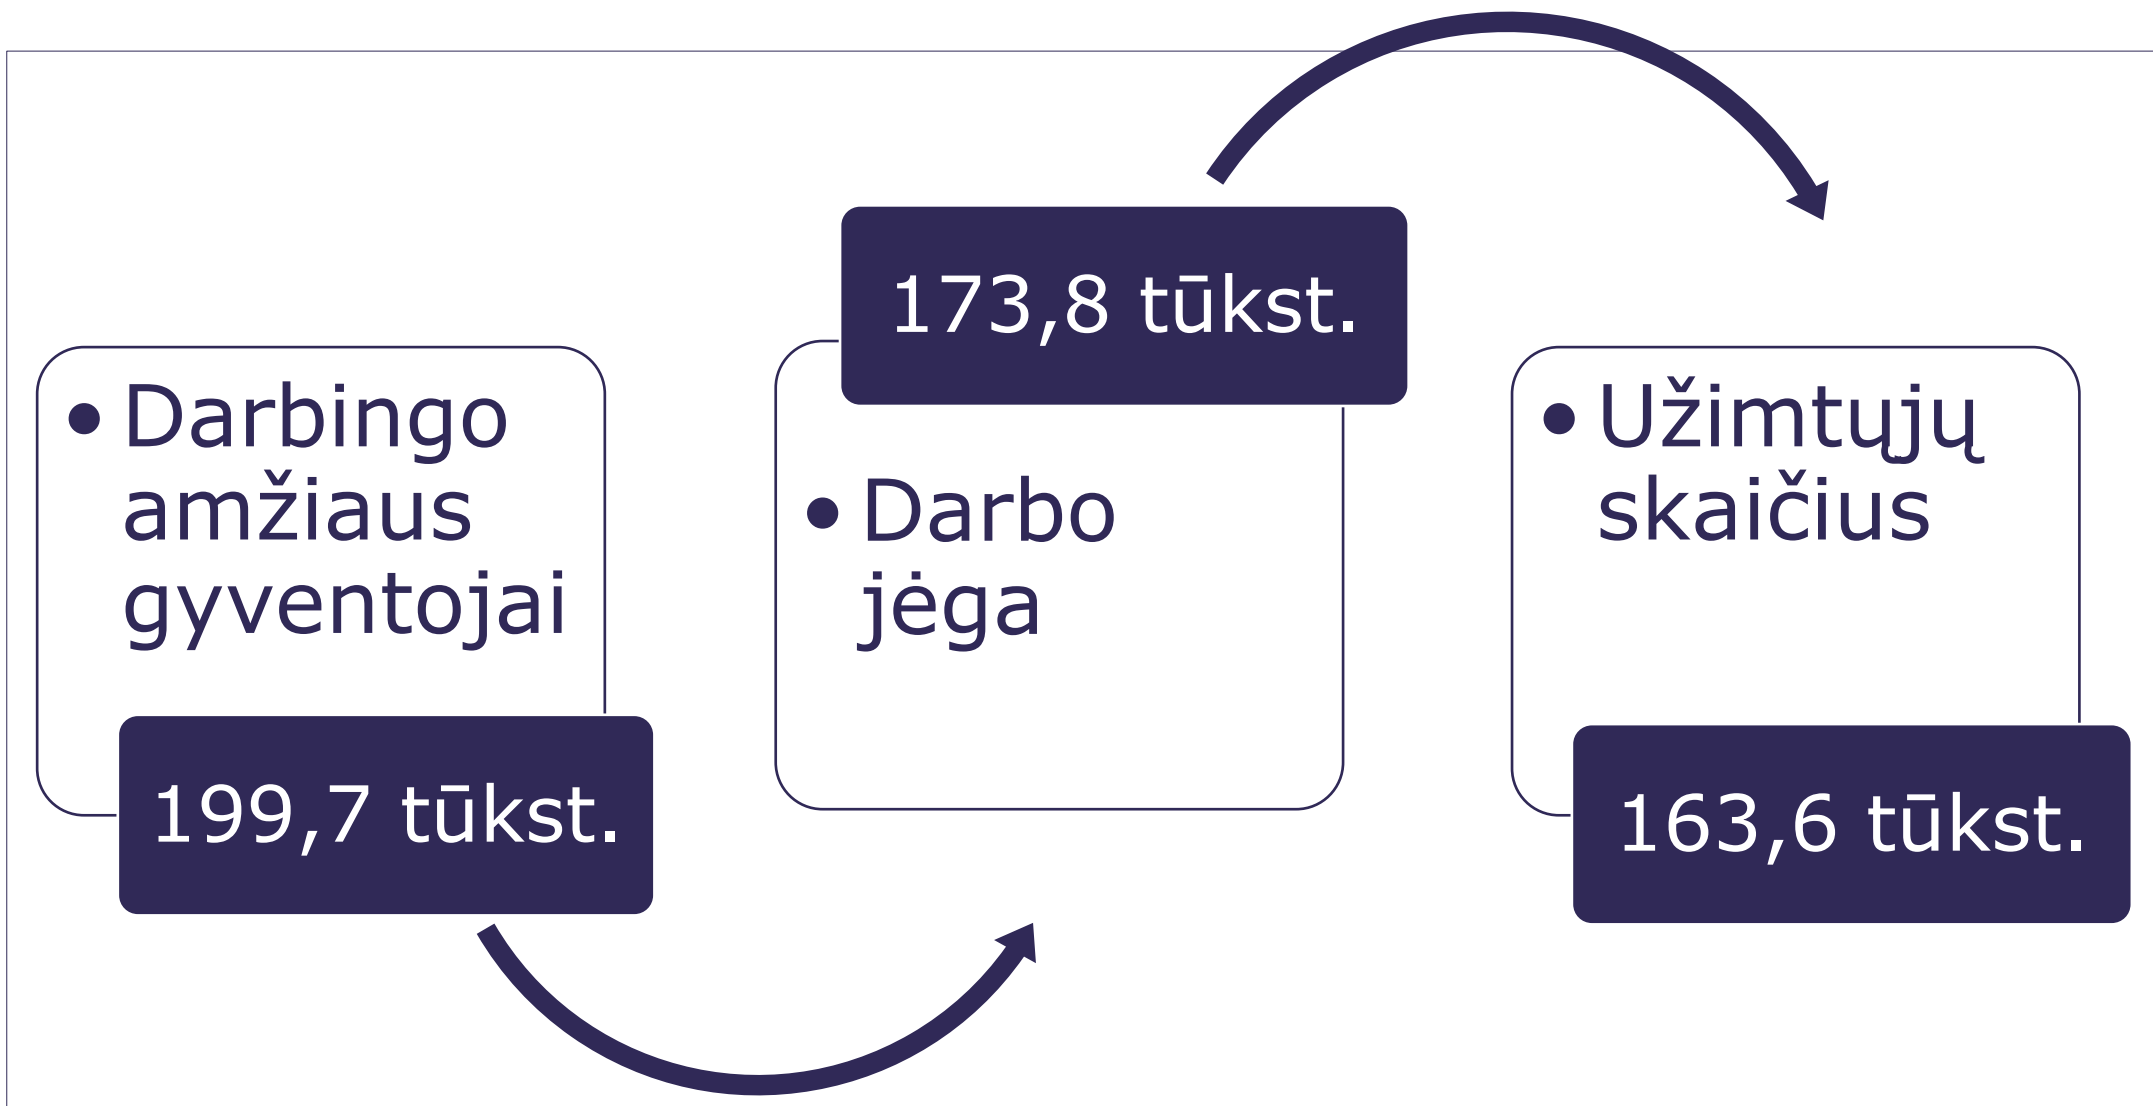 • Darbingo
amžiaus
gyventojai
199,7 tūkst.
173,8 tūkst.
• Darbo
jėga
• Užimtųjų
skaičius
163,6 tūkst.